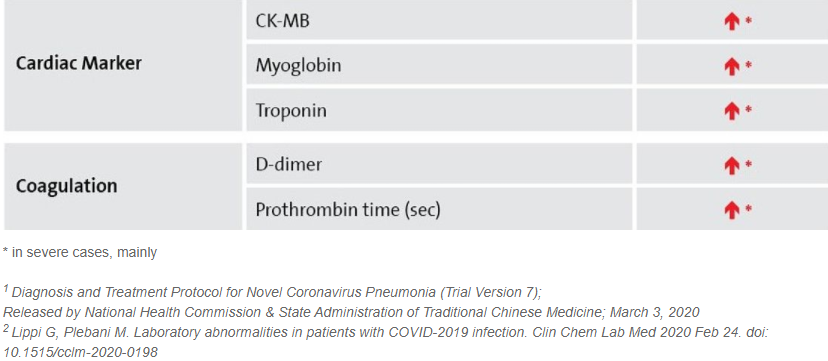 CK-MB *
Cardiac Marker Myoglobin *
Troponin *
D-dimer *
Coagulation
Prothrombin time (sec) *
* in severe cases, mainly
1 Diagnosis and Treatment Protocol for Novel Coronavirus Pneumonia (Trial Version 7);
Released by National Health Commission & State Administration of Traditional Chinese Medicine; March 3, 2020
2 Lippi G, Plebani M. Laboratory abnormalities in patients with COVID-2019 infection. Clin Chem Lab Med 2020 Feb 24. doi:
10.1515/cclm-2020-0198